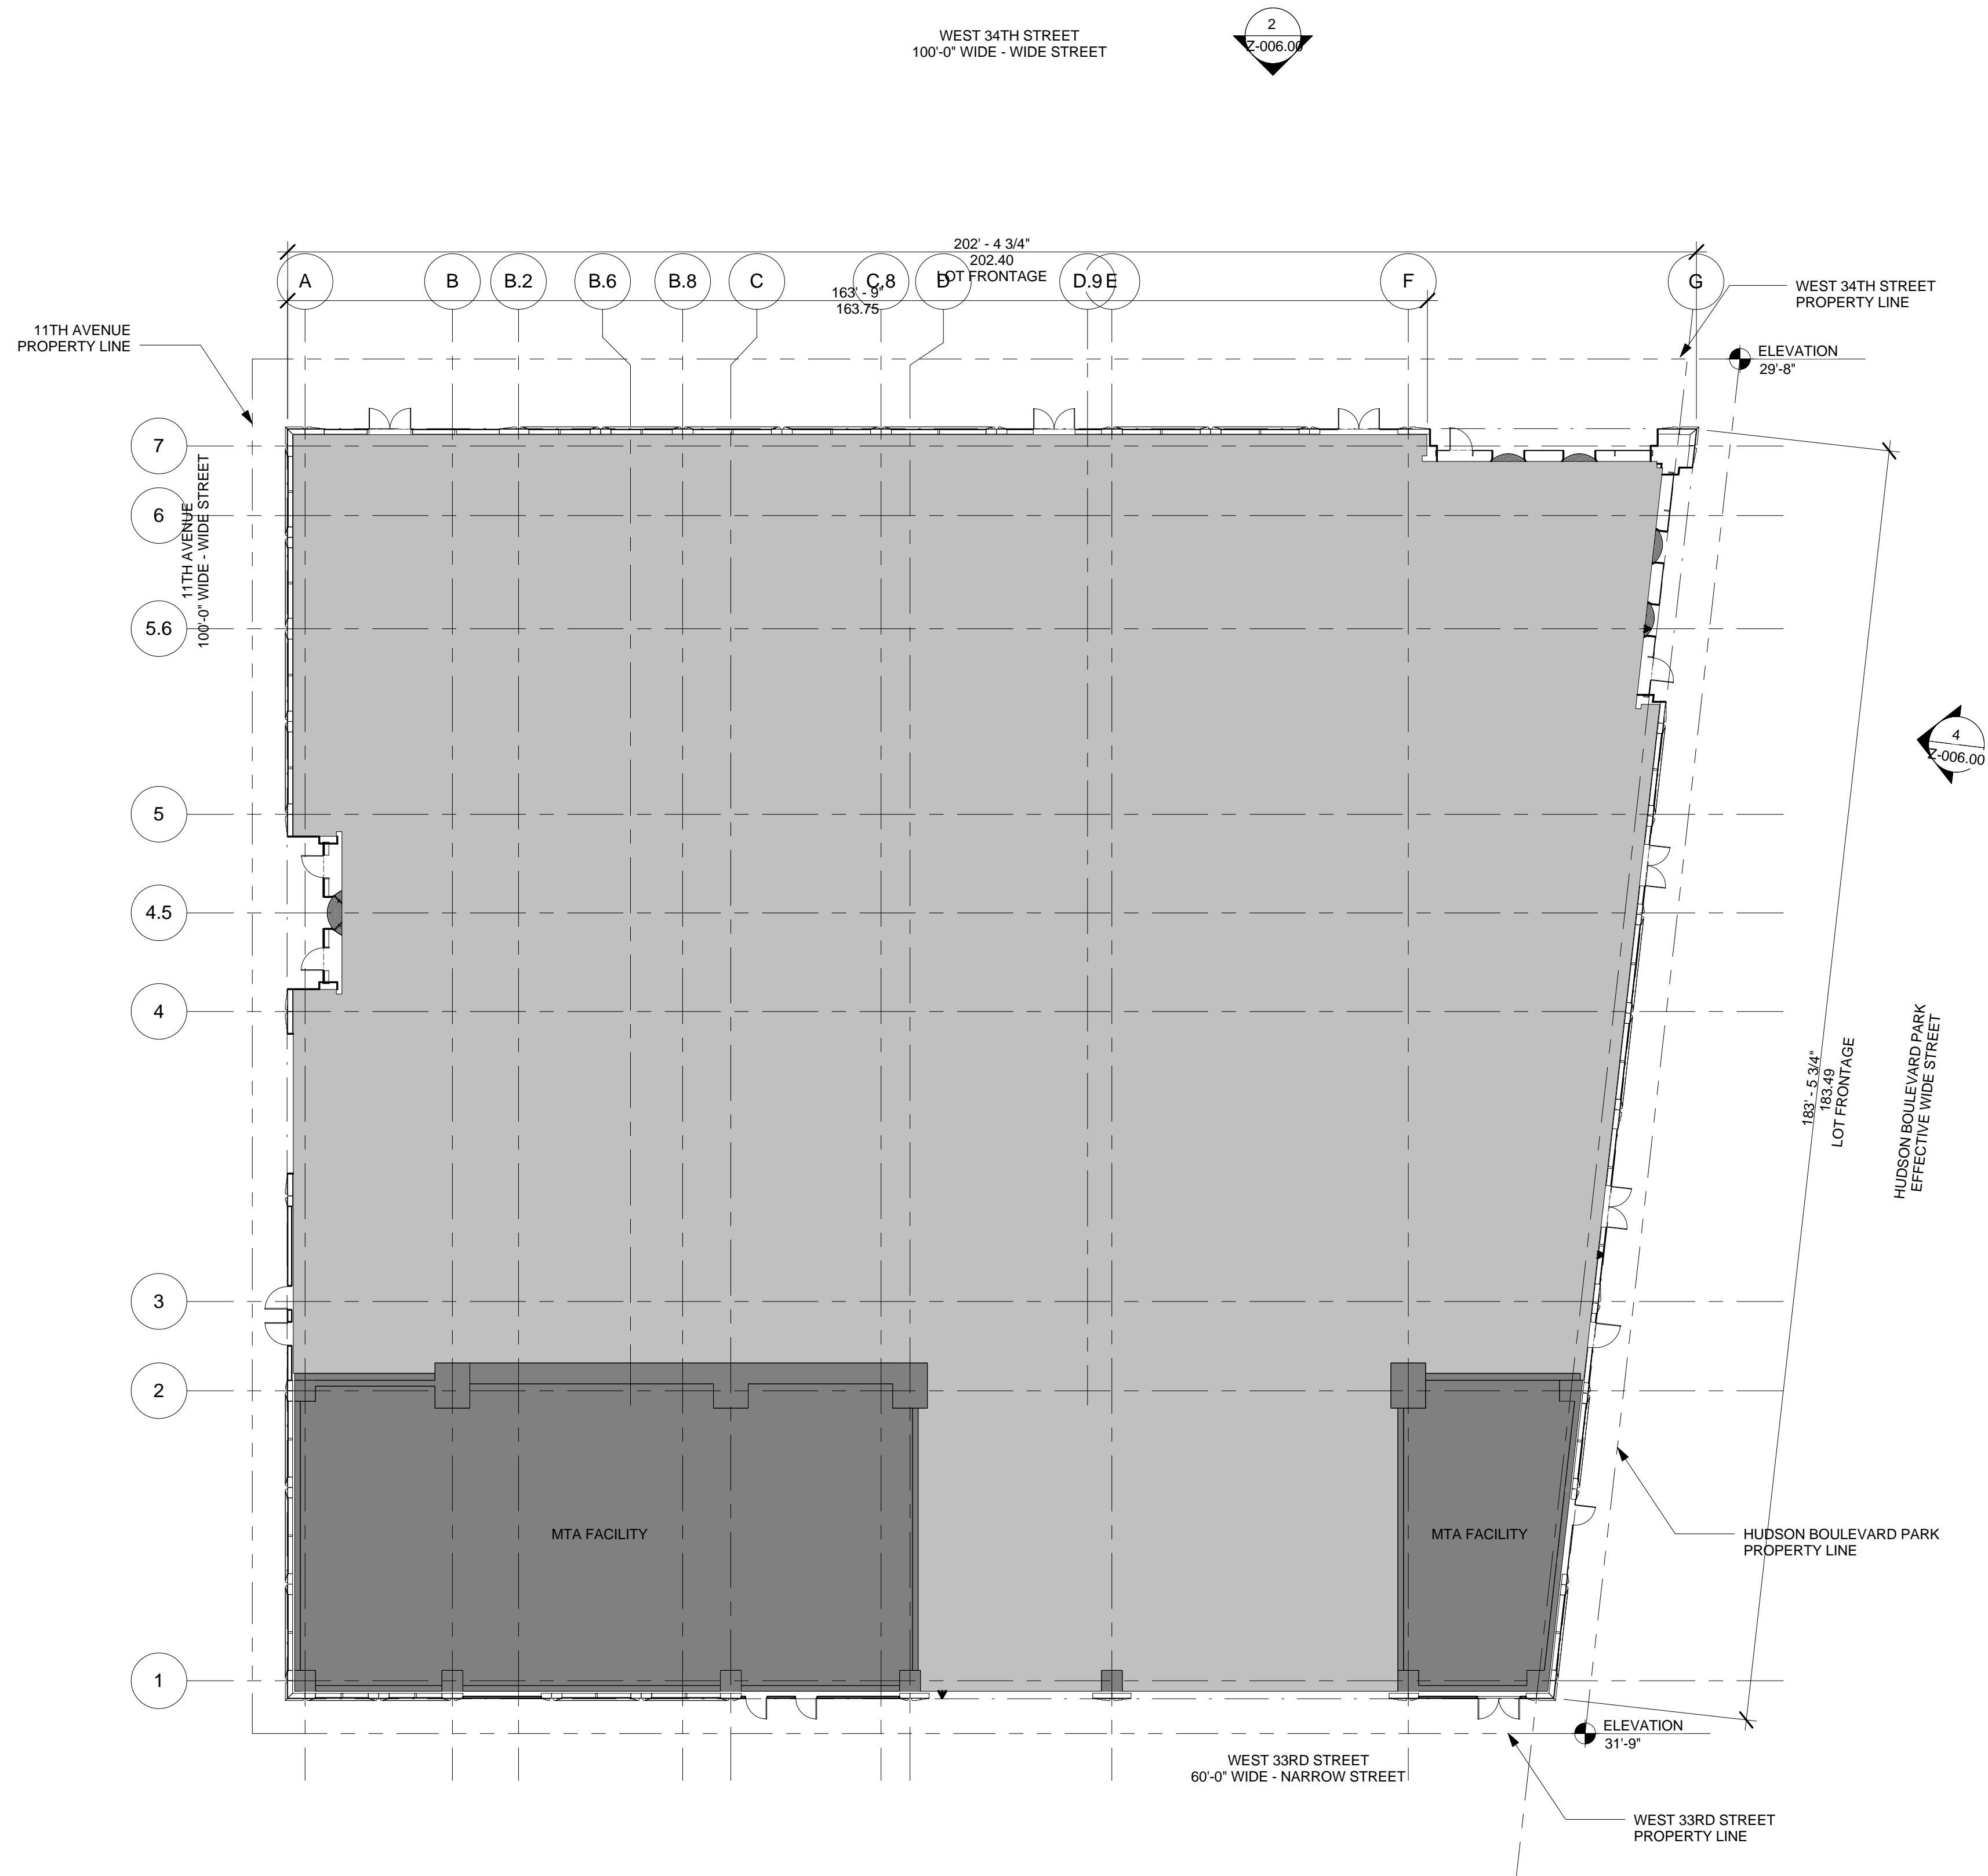 WEST 34TH STREET
100'-0" WIDE - WIDE STREET
2
Z-006.00
202' - 4 3/4"
202.40
LOT FRONTAGE
A
B
B.2
B.6
B.8
C
C.8
D
D.9
E
F
G
163' - 9"
163.75
WEST 34TH STREET
PROPERTY LINE
11TH AVENUE
PROPERTY LINE
ELEVATION
29'-8"
7
6
11TH AVENUE
100'-0" WIDE - WIDE STREET
5.6
4
Z-006.00
5
4.5
4
183' - 5 3/4"
183.49
LOT FRONTAGE
HUDSON BOULEVARD PARK
EFFECTIVE WIDE STREET
3
2
MTA FACILITY
MTA FACILITY
HUDSON BOULEVARD PARK
PROPERTY LINE
1
ELEVATION
31'-9"
WEST 33RD STREET
60'-0" WIDE - NARROW STREET
WEST 33RD STREET
PROPERTY LINE